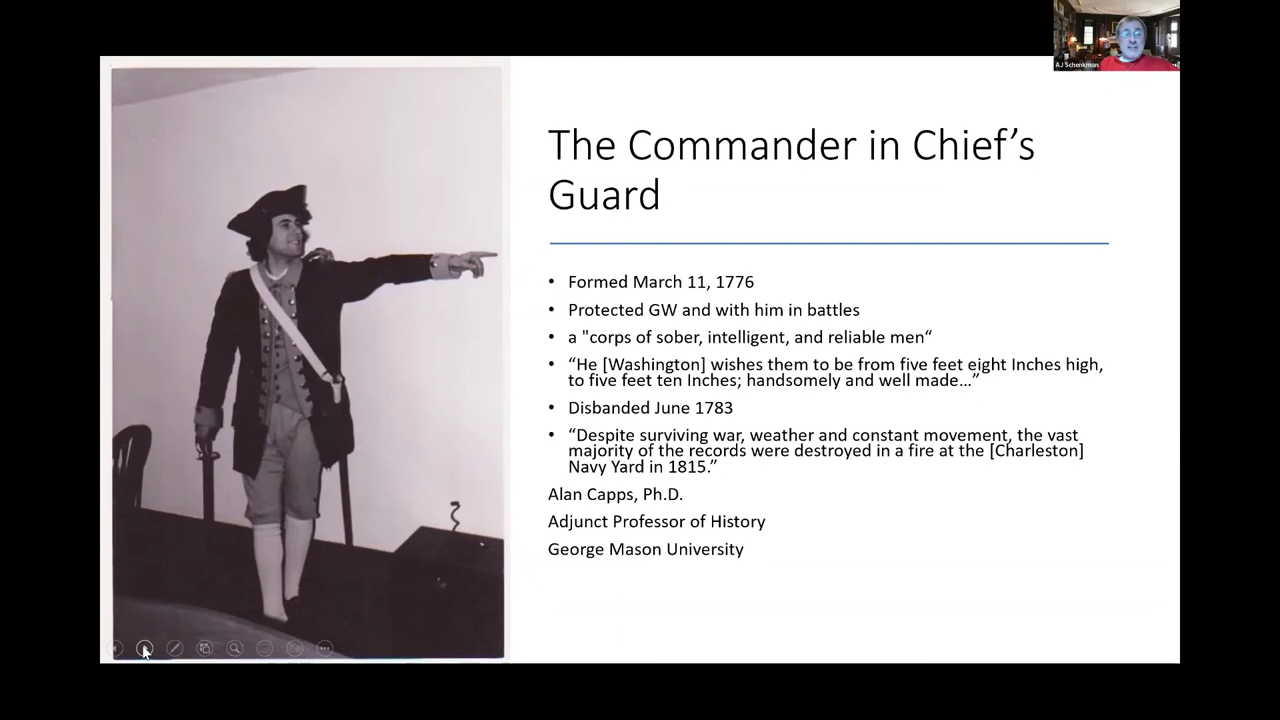 AJ Schenkman
The Commander in Chief’s
Guard
• Formed March 11, 1776
• Protected GW and with him in battles
• a "corps of sober, intelligent, and reliable men“
• “He [Washington] wishes them to be from five feet eight Inches high,
to five feet ten Inches; handsomely and well made…”
• Disbanded June 1783
• “Despite surviving war, weather and constant movement, the vast
majority of the records were destroyed in a fire at the [Charleston]
Navy Yard in 1815.”
Alan Capps, Ph.D.
Adjunct Professor of History
George Mason University